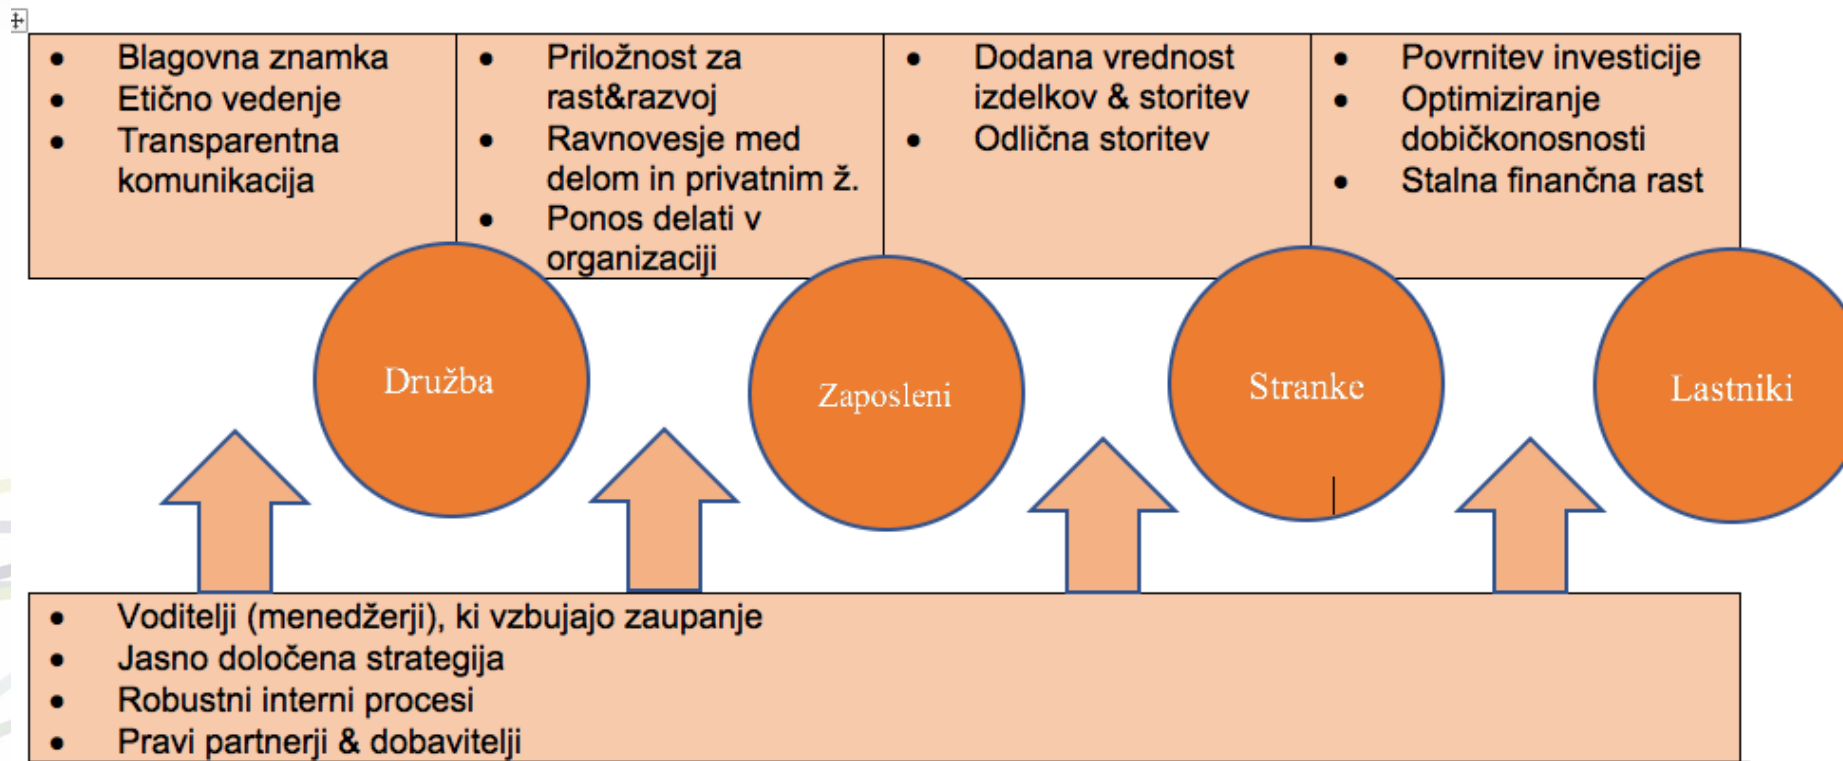 • Blagovna znamka
• Etično vedenje
• Transparentna
komunikacija
• Priložnost za
rast&razvoj
• Ravnovesje med
delom in privatnim ž.
• Ponos delati v
organizaciji
• Dodana vrednost
izdelkov & storitev
• Odlična storitev
• Povrnitev investicije
• Optimiziranje
dobičkonosnosti
• Stalna finančna rast
Družba
Zaposleni
Stranke
Lastniki
• Voditelji (menedžerji), ki vzbujajo zaupanje
• Jasno določena strategija
• Robustni interni procesi
• Pravi partnerji & dobavitelji